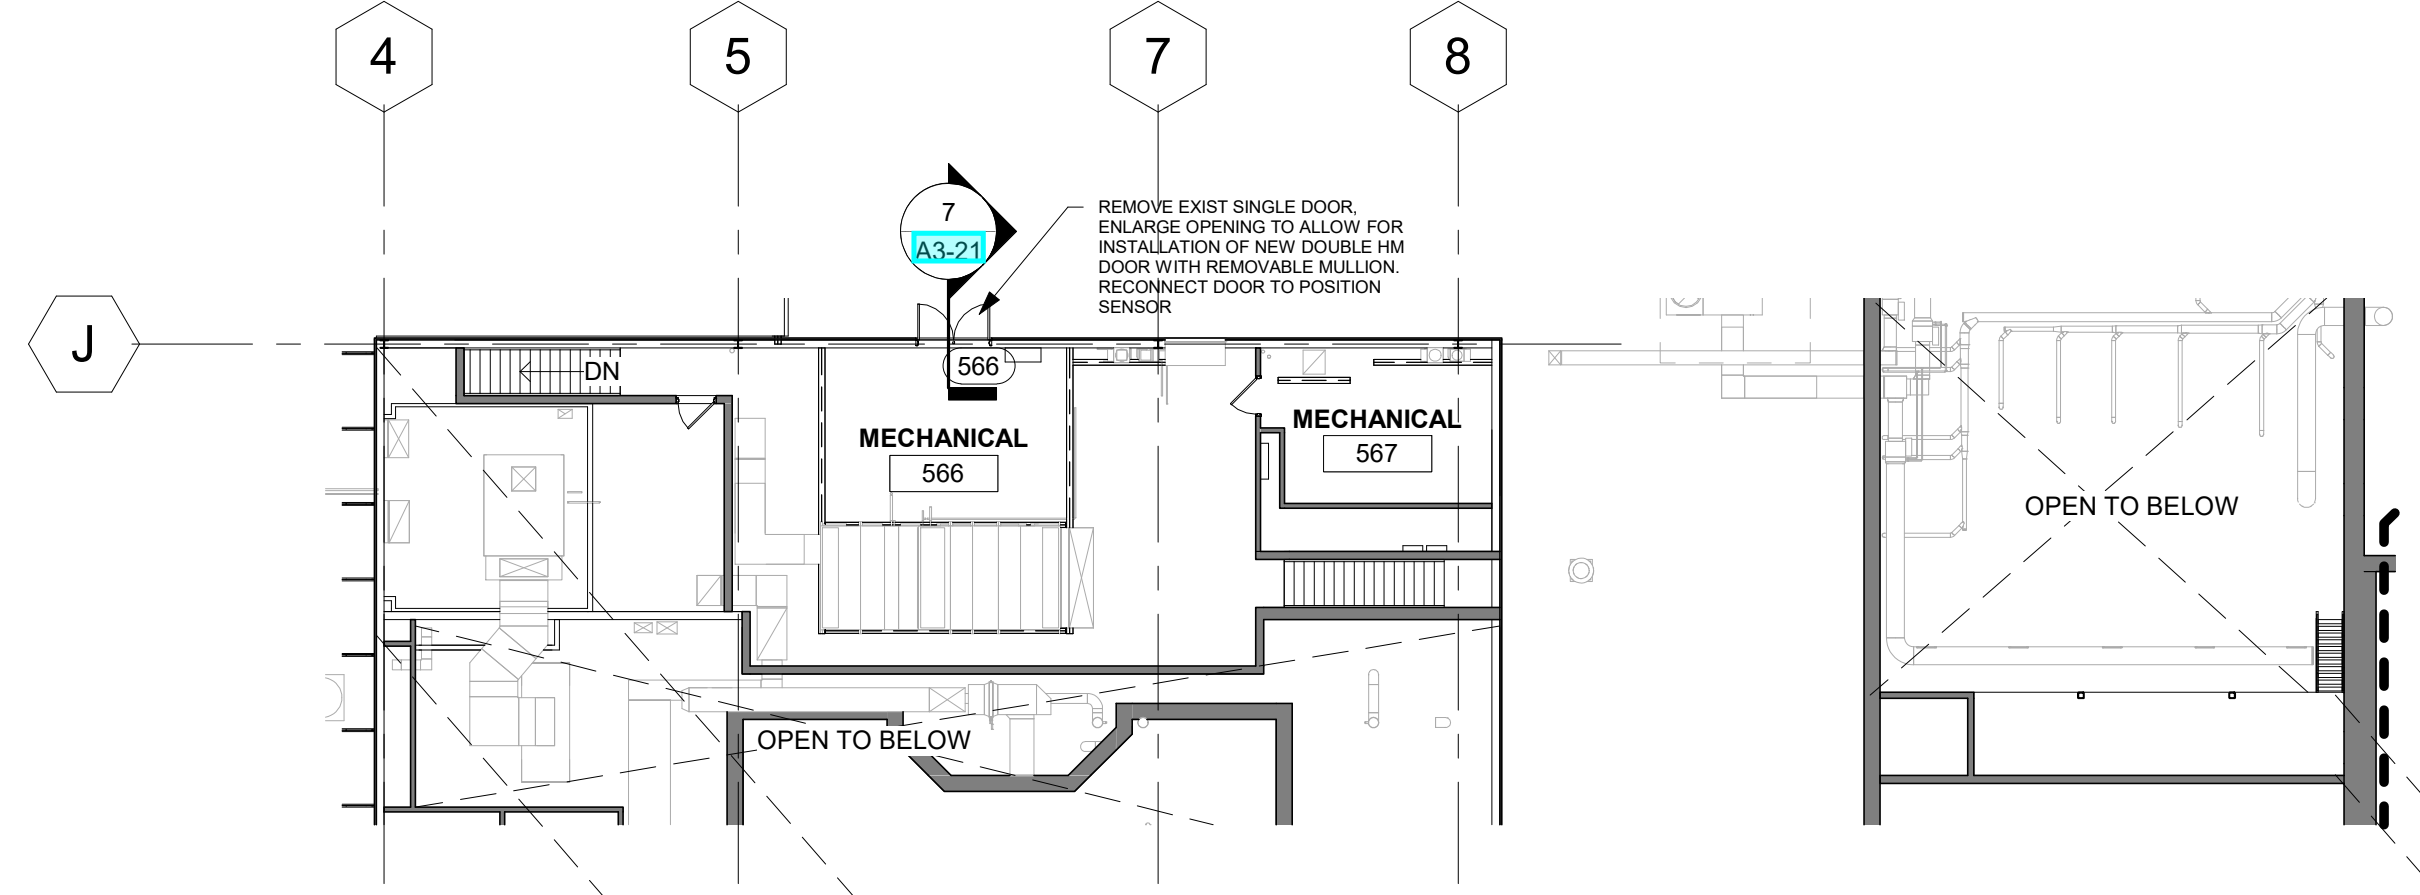 4
5
7
8
7
A3-21
REMOVE EXIST SINGLE DOOR,
ENLARGE OPENING TO ALLOW FOR
INSTALLATION OF NEW DOUBLE HM
DOOR WITH REMOVABLE MULLION.
RECONNECT DOOR TO POSITION
SENSOR
J
DN
566
MECHANICAL
566
MECHANICAL
567
OPEN TO BELOW
OPEN TO BELOW